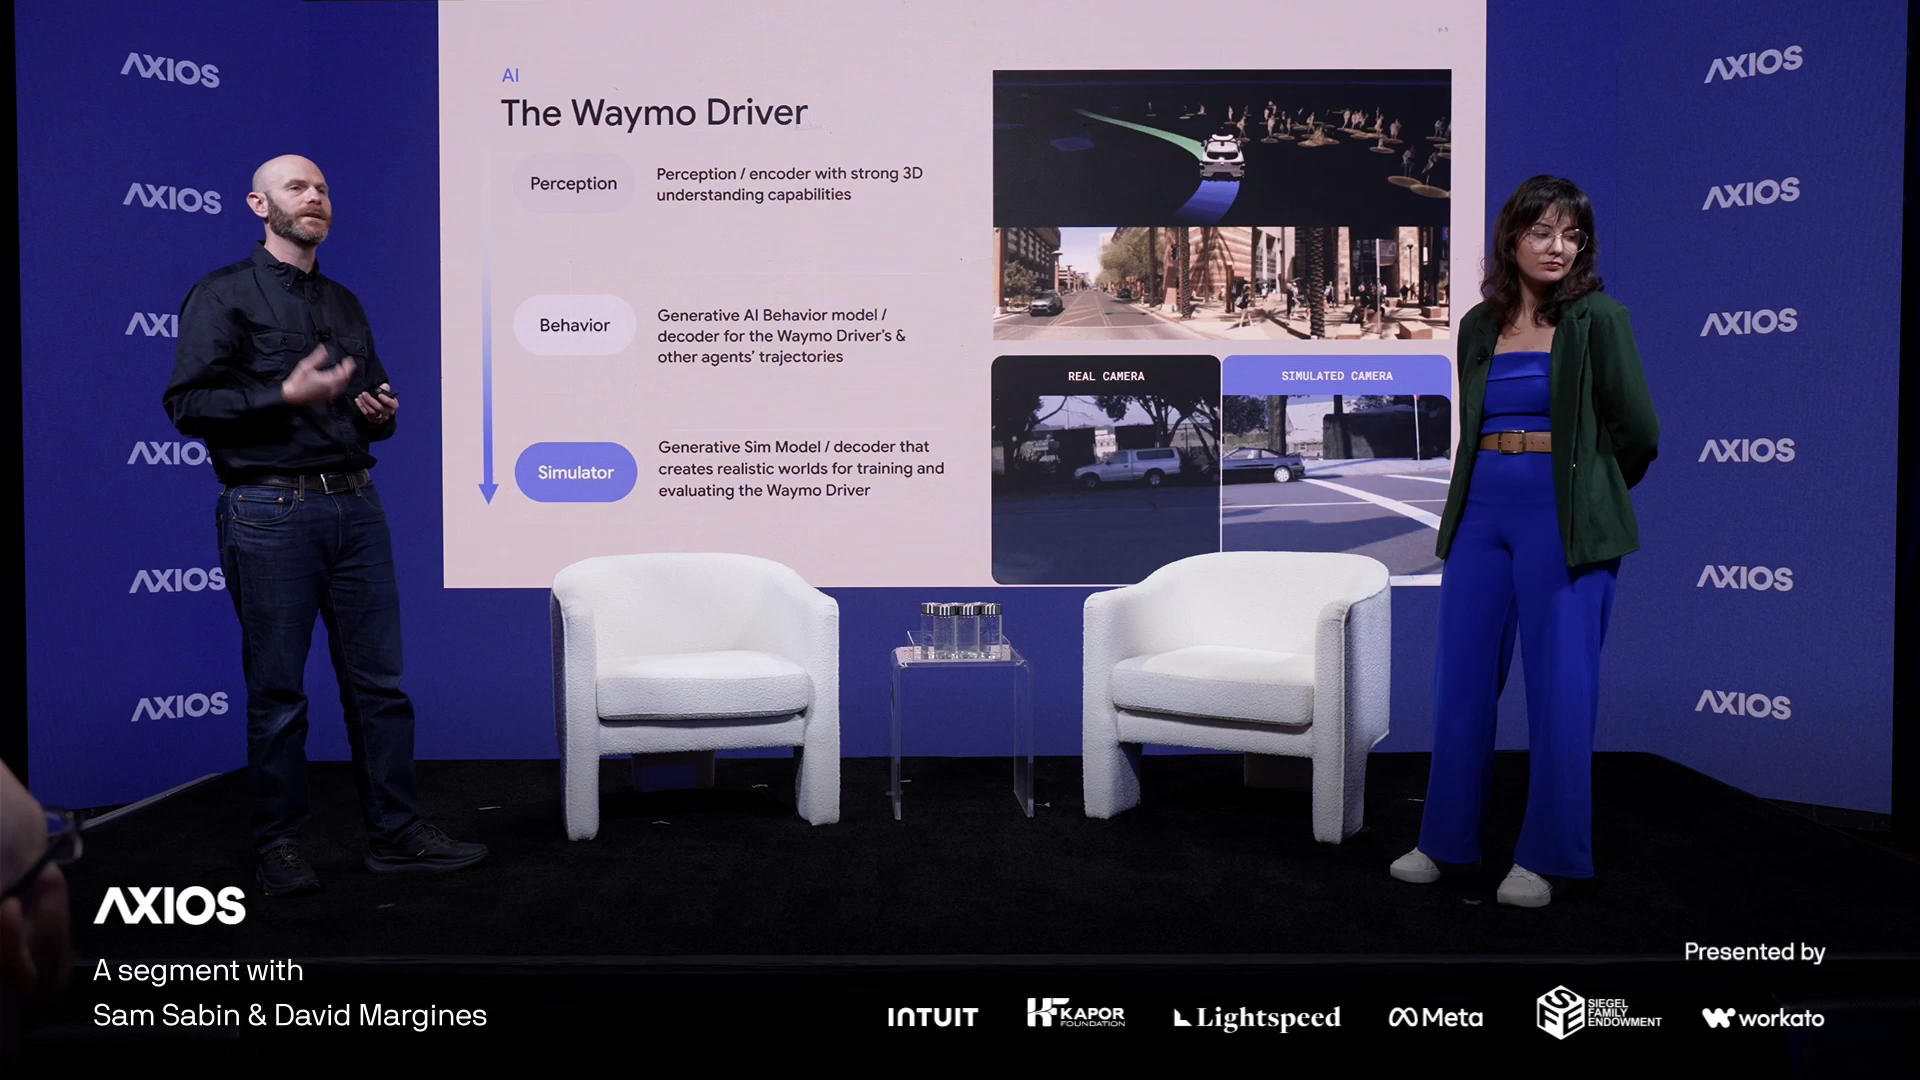 AXIOS
AXIOS
AXI
AXIOS
AXIOS
AXIOS
AI
The Waymo Driver
Perception
Perception / encoder with strong 3D
understanding capabilities
Behavior
Generative AI Behavior model /
decoder for the Waymo Driver's &
other agents' trajectories
Simulator
Generative Sim Model / decoder that
creates realistic worlds for training and
evaluating the Waymo Driver
REAL CAMERA
SIMULATED CAMERA
AXIOS
AXIOS
AXIOS
AXIOS
AXIOS
AXIOS
AXIOS
A segment with
Sam Sabin & David Margines
Presented by
INTUIT
KAPOR
FOUNDATION
Lightspeed
Meta
SFE
SIEGEL
FAMILY
ENDOWMENT
workato